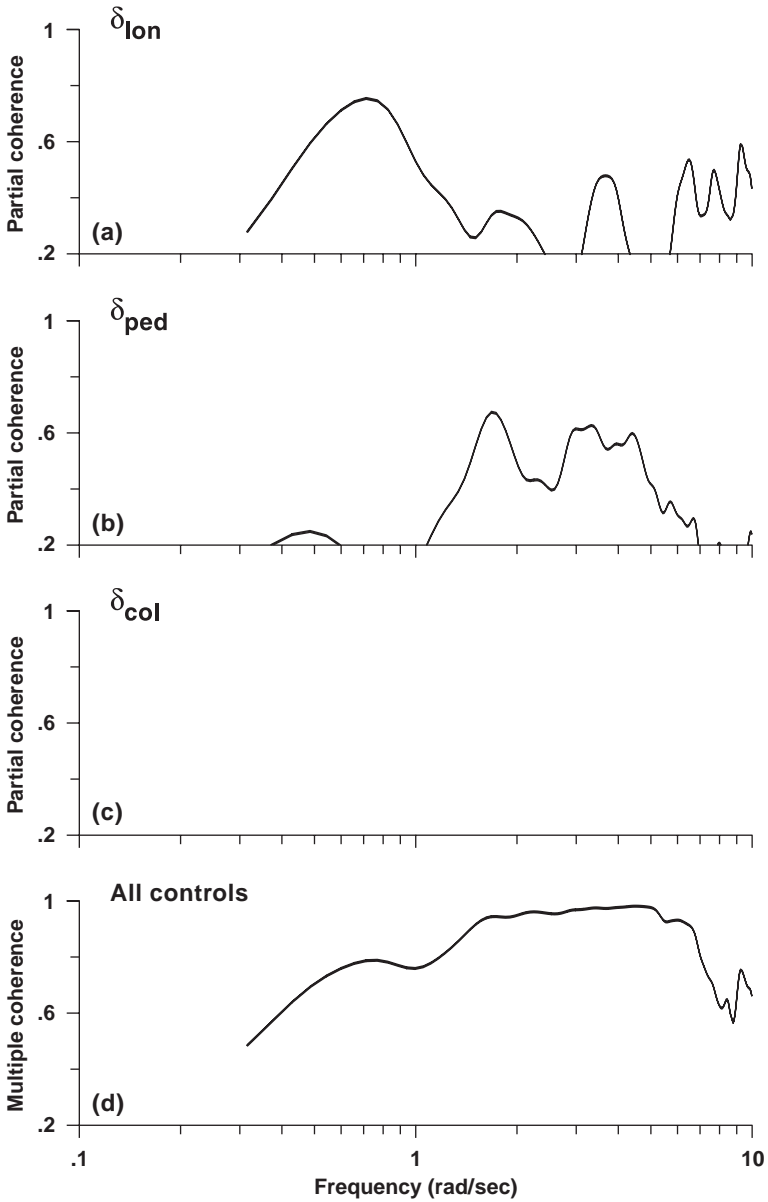 δlon
1
.6
.2
Partial coherence
(a)
δped
1
.6
.2
Partial coherence
(b)
δcol
1
.6
.2
Partial coherence
(c)
All controls
1
.6
.2
Multiple coherence
(d)
.1 1 10
Frequency (rad/sec)